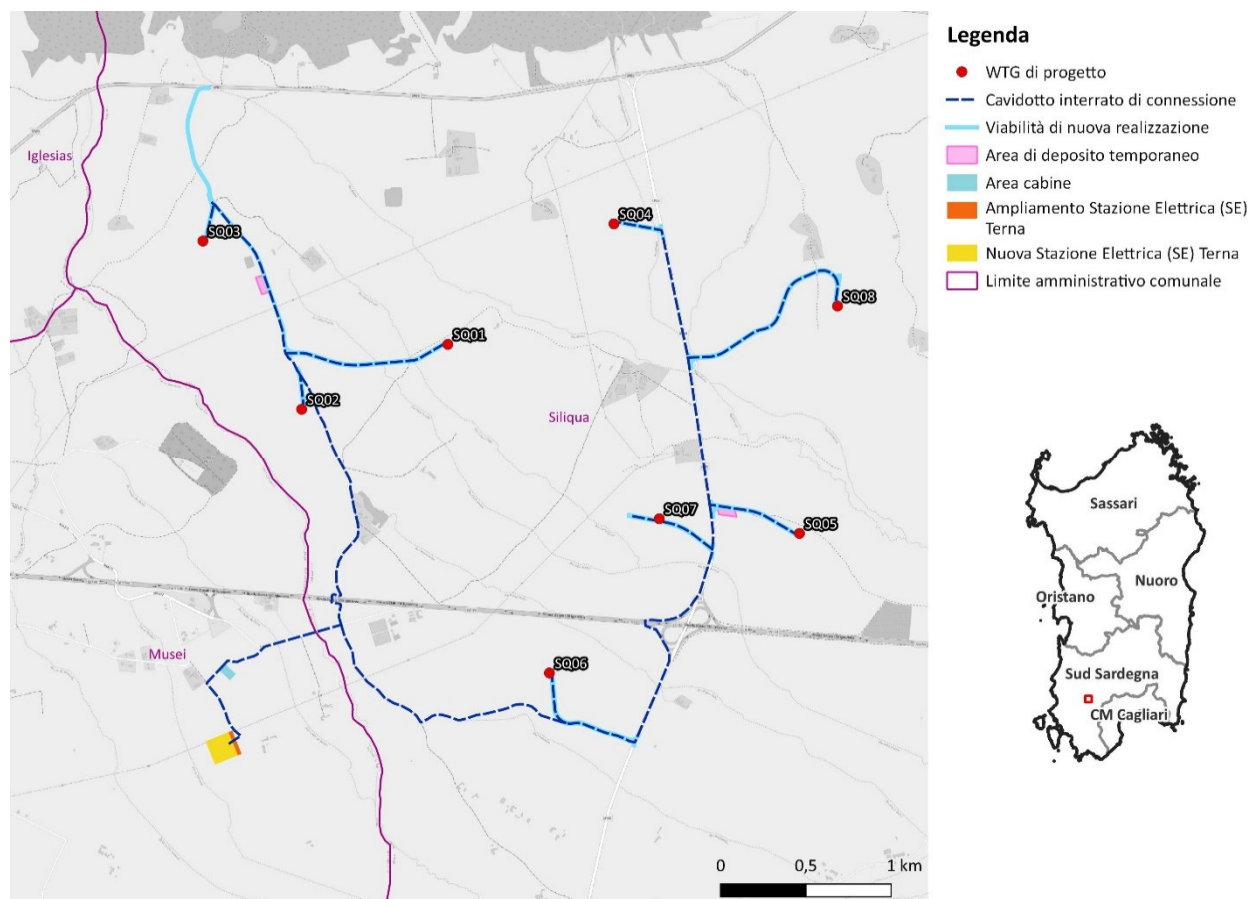 Legenda
WTG di progetto
Cavidotto interrato di connessione
Viabilità di nuova realizzazione
Area di deposito temporaneo
Area cabine
Ampliamento Stazione Elettrica (SE)
Terna
Nuova Stazione Elettrica (SE) Terna
Limite amministrativo comunale
Iglesias
SQ03
SQ04
SQ08
SQ01
SQ02
Siliqua
SQ07
SQ05
Musei
SQ06
0 0,5 1 km
Sassari
Nuoro
Oristano
Sud Sardegna
CM Cagliari